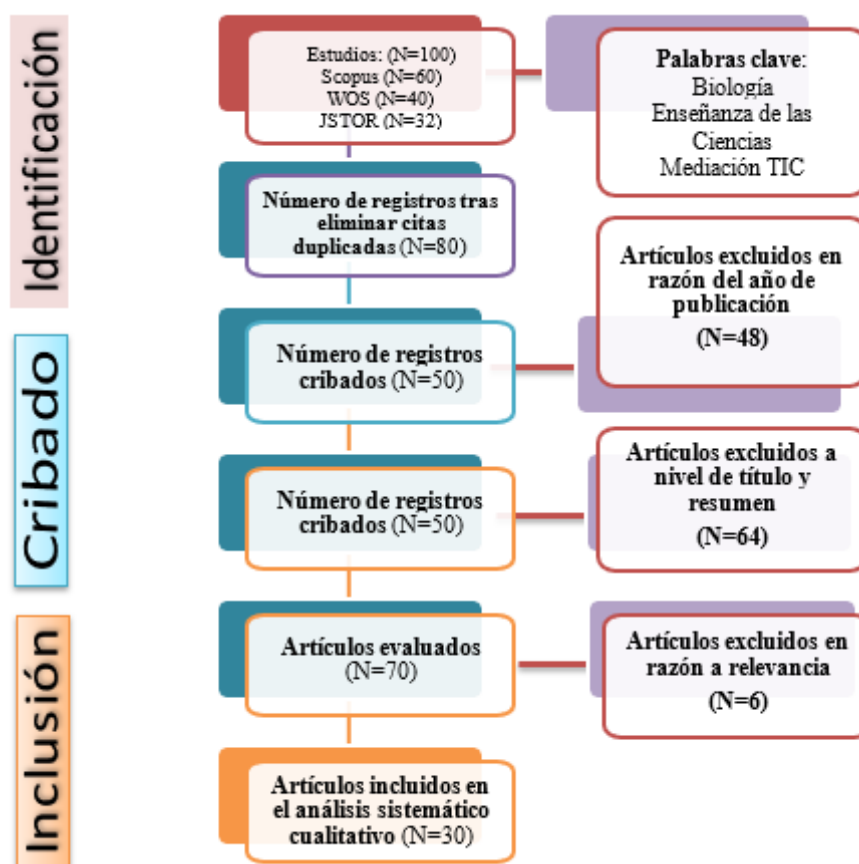 Identificación
Estudios: (N=100)
Scopus (N=60)
WOS (N=40)
JSTOR (N=32)
Palabras clave:
Biología
Enseñanza de las
Ciencias
Mediación TIC
Número de registros tras
eliminar citas
duplicadas (N=80)
Cribado
Número de registros
cribados (N=50)
Artículos excluidos en
razón del año de
publicación
(N=48)
Número de registros
cribados (N=50)
Artículos excluidos a
nivel de título y
resumen
(N=64)
Inclusión
Artículos evaluados
(N=70)
Artículos excluidos en
razón a relevancia
(N=6)
Artículos incluidos en
el análisis sistemático
cualitativo (N=30)